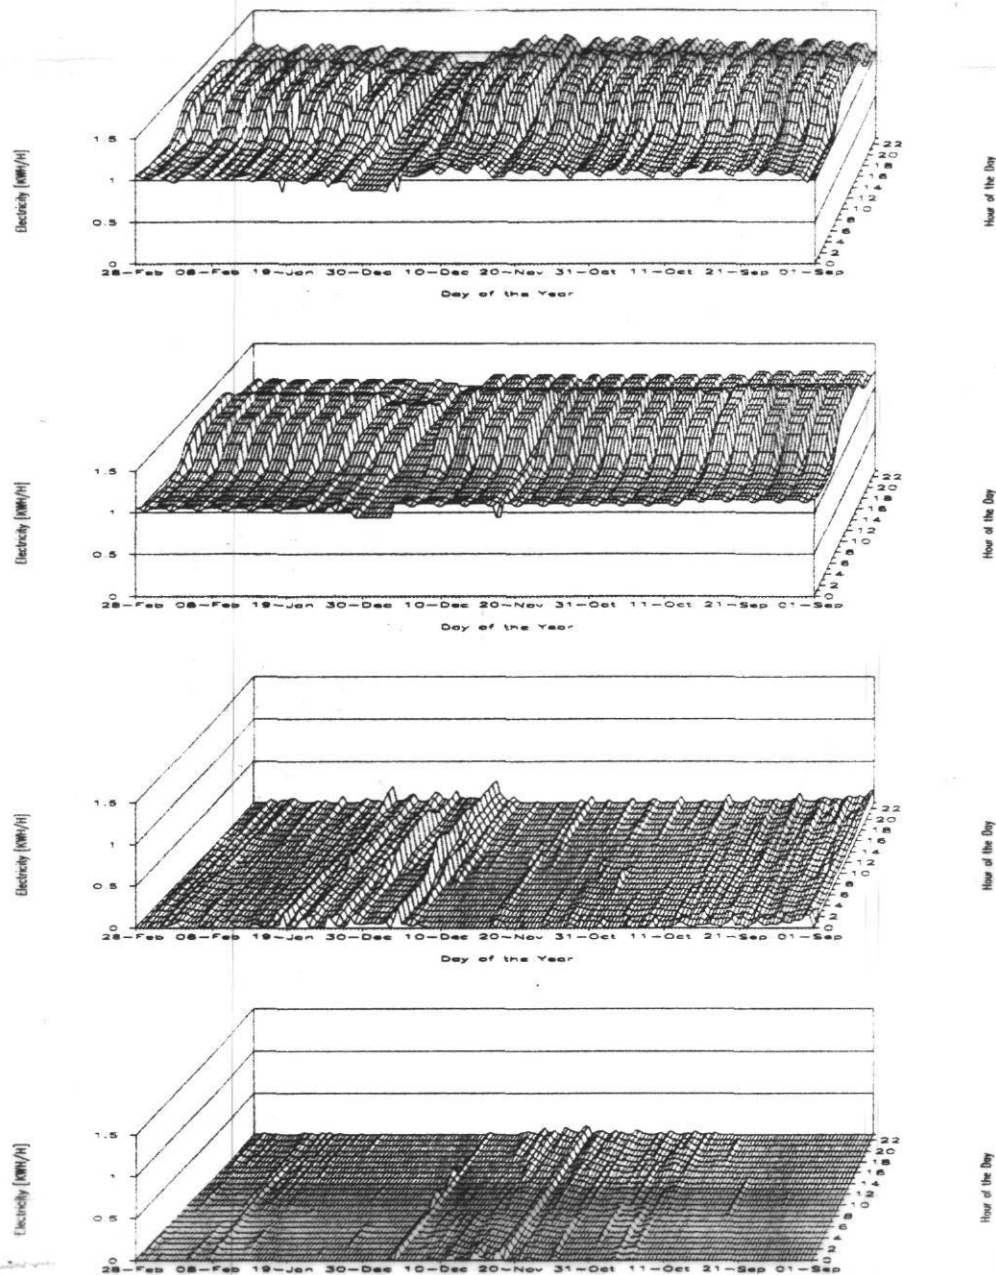 Electricity [KWH/H]
1.5
1
0.5
0
28-Feb 08-Feb 19-Jan 30-Dec 10-Dec 20-Nov 31-Oct 11-Oct 21-Sep 01-Sep
Day of the Year
0 2 4 6 8 10 12 14 16 18 20 22
Hour of the Day
Electricity [KWH/H]
1.5
1
0.5
0
28-Feb 08-Feb 19-Jan 30-Dec 10-Dec 20-Nov 31-Oct 11-Oct 21-Sep 01-Sep
Day of the Year
0 2 4 6 8 10 12 14 16 18 20 22
Hour of the Day
Electricity [KWH/H]
1.5
1
0.5
0
28-Feb 08-Feb 19-Jan 30-Dec 10-Dec 20-Nov 31-Oct 11-Oct 21-Sep 01-Sep
Day of the Year
0 2 4 6 8 10 12 14 16 18 20 22
Hour of the Day
Electricity [KWH/H]
1.5
1
0.5
0
28-Feb 08-Feb 19-Jan 30-Dec 10-Dec 20-Nov 31-Oct 11-Oct 21-Sep 01-Sep
0 2 4 6 8 10 12 14 16 18 20 22
Hour of the Day